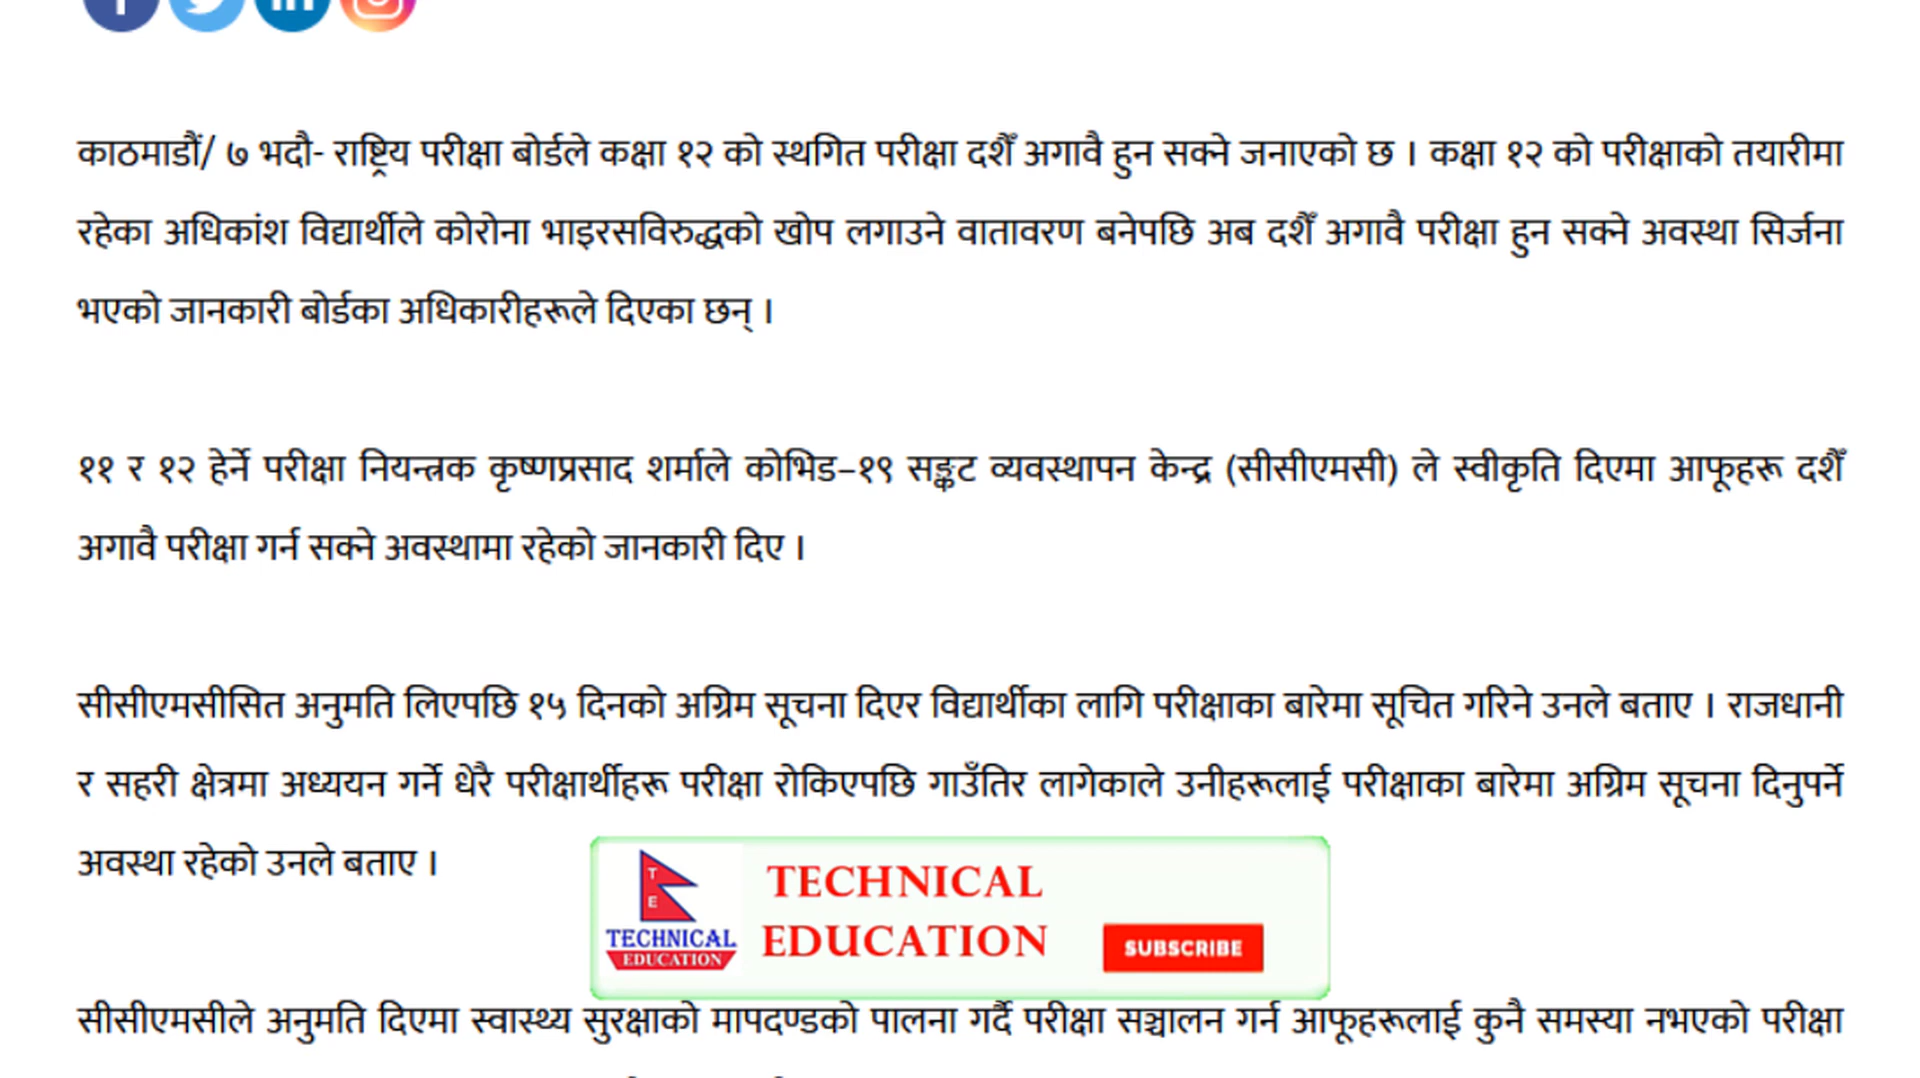 काठमाडौं/ ७ भदौ- राष्ट्रिय परीक्षा बोर्डले कक्षा १२ को स्थगित परीक्षा दशैँ अगावै हुन सक्ने जनाएको छ । कक्षा १२ को परीक्षाको तयारीमा
रहेका अधिकांश विद्यार्थीले कोरोना भाइरसविरुद्धको खोप लगाउने वातावरण बनेपछि अब दशैँ अगावै परीक्षा हुन सक्ने अवस्था सिर्जना
भएको जानकारी बोर्डका अधिकारीहरूले दिएका छन् ।
११ र १२ हेर्ने परीक्षा नियन्त्रक कृष्णप्रसाद शर्माले कोभिड–१९ सङ्कट व्यवस्थापन केन्द्र (सीसीएमसी) ले स्वीकृति दिएमा आफूहरू दशैँ
अगावै परीक्षा गर्न सक्ने अवस्थामा रहेको जानकारी दिए ।
सीसीएमसीसित अनुमति लिएपछि १५ दिनको अग्रिम सूचना दिएर विद्यार्थीका लागि परीक्षाका बारेमा सूचित गरिने उनले बताए । राजधानी
र सहरी क्षेत्रमा अध्ययन गर्ने धेरै परीक्षार्थीहरू परीक्षा रोकिएपछि गाउँतिर लागेकाले उनीहरूलाई परीक्षाका बारेमा अग्रिम सूचना दिनुपर्ने
अवस्था रहेको उनले बताए ।
T
E
TECHNICAL
EDUCATION
TECHNICAL
EDUCATION
SUBSCRIBE
सीसीएमसीले अनुमति दिएमा स्वास्थ्य सुरक्षाको मापदण्डको पालना गर्दै परीक्षा सञ्चालन गर्न आफूहरूलाई कुनै समस्या नभएको परीक्षा